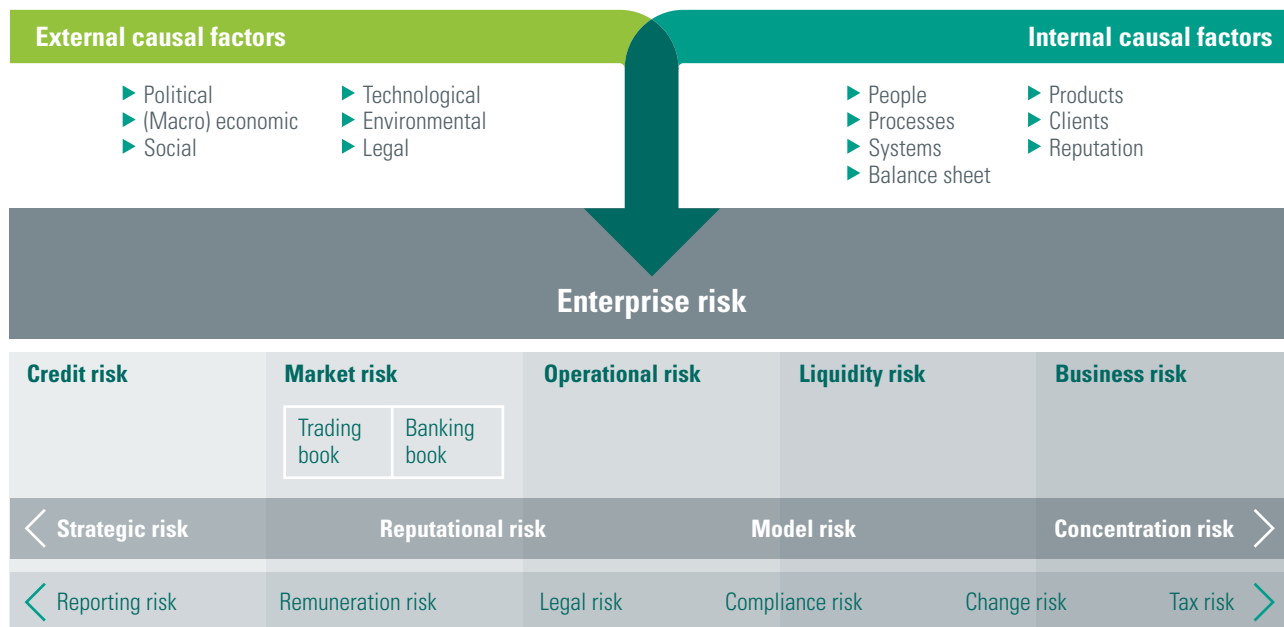 External causal factors
Internal causal factors
Political
(Macro) economic
Social
Technological
Environmental
Legal
People
Processes
Systems
Balance sheet
Products
Clients
Reputation
Enterprise risk
Credit risk
Market risk
Operational risk
Liquidity risk
Business risk
Trading
book
Banking
book
Strategic risk
Reputational risk
Model risk
Concentration risk
Reporting risk
Remuneration risk
Legal risk
Compliance risk
Change risk
Tax risk